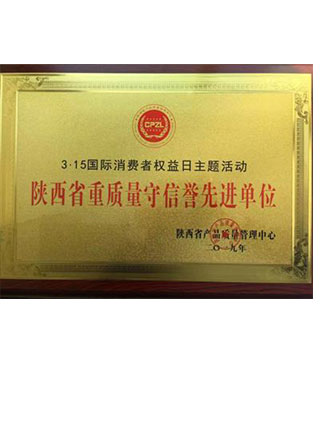 CPZL
3·15国际消费者权益日主题活动
陕西省重质量守信誉先进单位
陕西省产品质量管理中心
二〇一九年